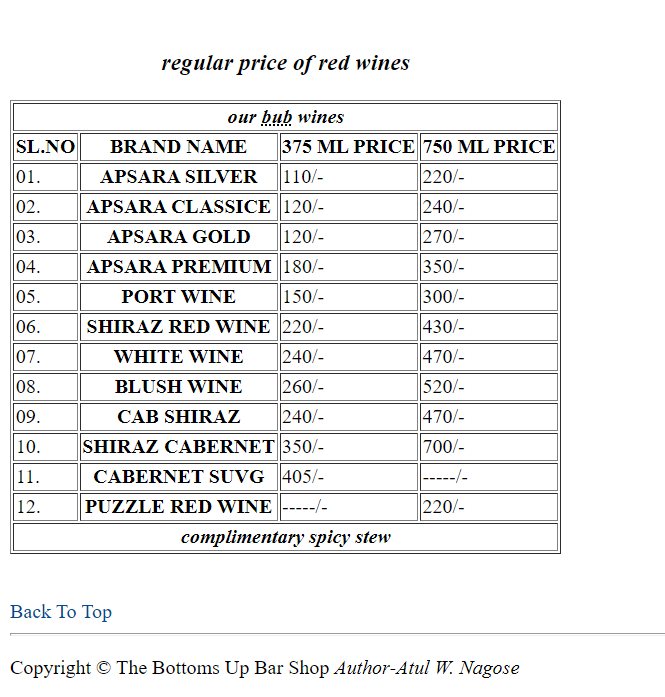 regular price of red wines
our bub wines
SL.NO BRAND NAME 375 ML PRICE 750 ML PRICE
01. APSARA SILVER 110/- 220/-
02. APSARA CLASSICE 120/- 240/-
03. APSARA GOLD 120/- 270/-
04. APSARA PREMIUM 180/- 350/-
05. PORT WINE 150/- 300/-
06. SHIRAZ RED WINE 220/- 430/-
07. WHITE WINE 240/- 470/-
08. BLUSH WINE 260/- 520/-
09. CAB SHIRAZ 240/- 470/-
10. SHIRAZ CABERNET 350/- 700/-
11. CABERNET SUVG 405/- -----/-
12. PUZZLE RED WINE -----/- 220/-
complimentary spicy stew
Back To Top
Copyright © The Bottoms Up Bar Shop Author-Atul W. Nagose